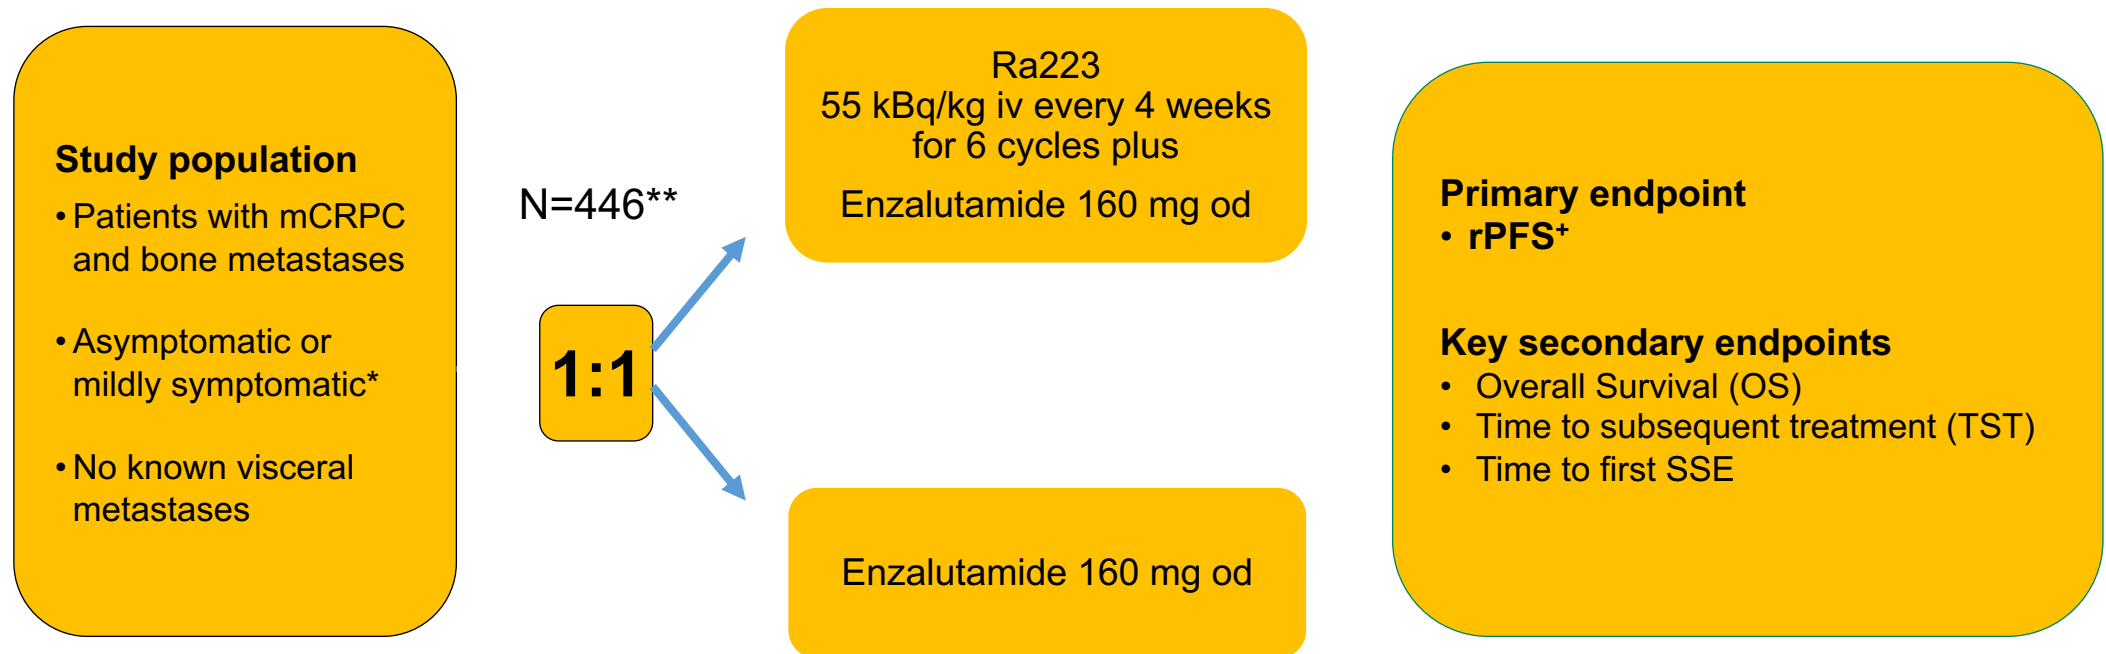 Study population
• Patients with mCRPC
and bone metastases
• Asymptomatic or
mildly symptomatic*
• No known visceral
metastases
N=446**
1:1
Ra223
55 kBq/kg iv every 4 weeks
for 6 cycles plus
Enzalutamide 160 mg od
Enzalutamide 160 mg od
Primary endpoint
• rPFS+
Key secondary endpoints
• Overall Survival (OS)
• Time to subsequent treatment (TST)
• Time to first SSE